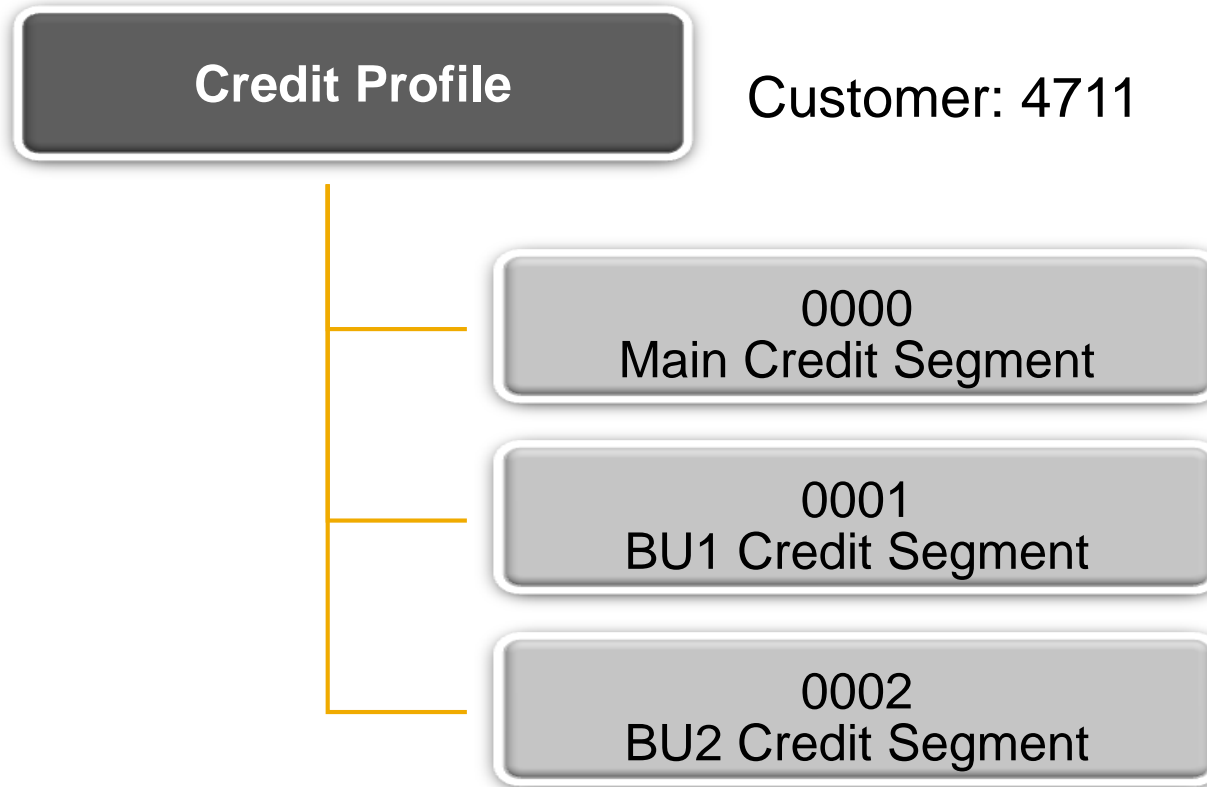 Credit Profile
Customer: 4711
0000
Main Credit Segment
0001
BU1 Credit Segment
0002
BU2 Credit Segment